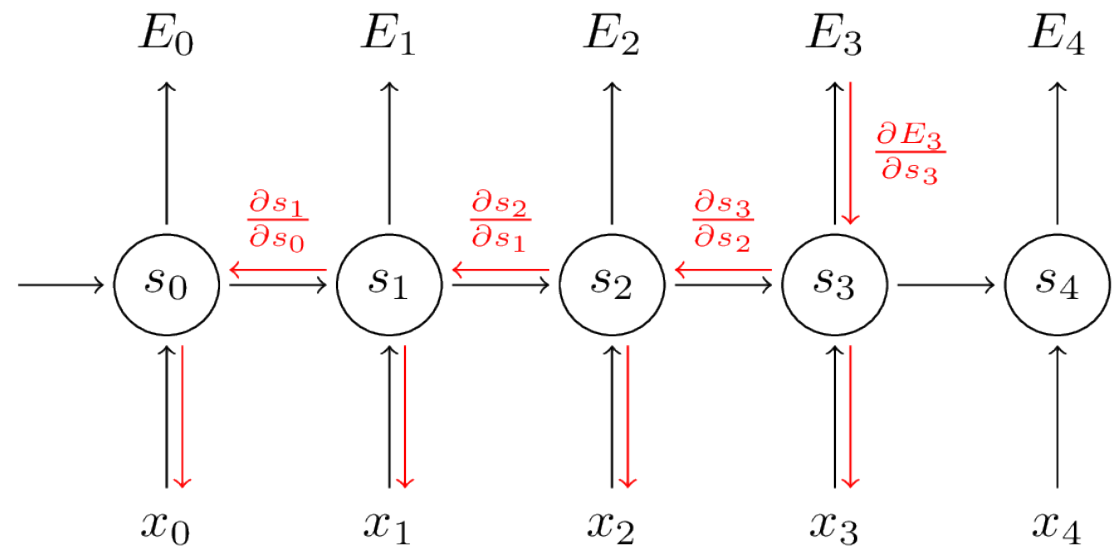 E₀ E₁ E₂ E₃ E₄
∂E₃/∂s₃
∂s₁/∂s₀ ∂s₂/∂s₁ ∂s₃/∂s₂
s₀ s₁ s₂ s₃ s₄
x₀ x₁ x₂ x₃ x₄